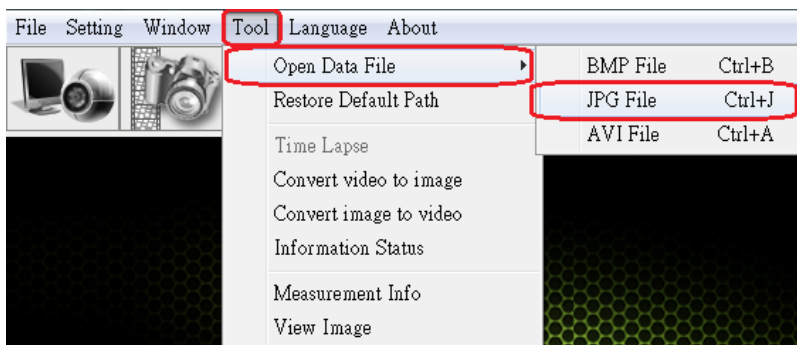 File Setting Window Tool Language About
Open Data File
Restore Default Path
Time Lapse
Convert video to image
Convert image to video
Information Status
Measurement Info
View Image
BMP File Ctrl+B
JPG File Ctrl+J
AVI File Ctrl+A